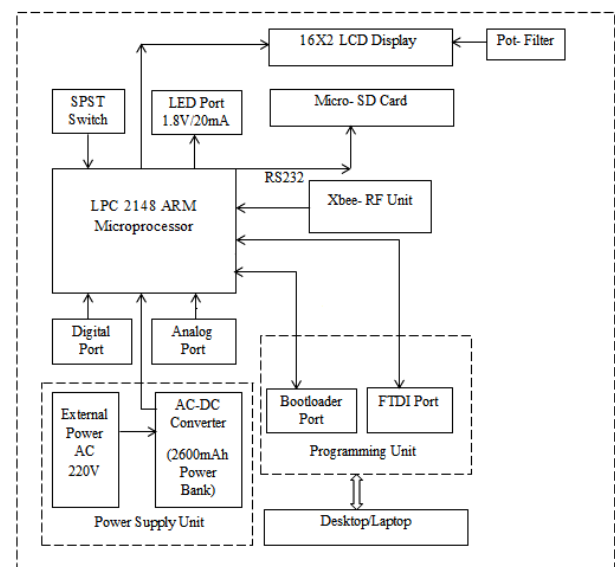 16X2 LCD Display
Pot- Filter
SPST
Switch
LED Port
1.8V/20mA
Micro- SD Card
RS232
LPC 2148 ARM
Microprocessor
Xbee- RF Unit
Digital
Port
Analog
Port
External
Power
AC
220V
AC-DC
Converter
(2600mAh
Power
Bank)
Power Supply Unit
Bootloader
Port
FTDI Port
Programming Unit
Desktop/Laptop